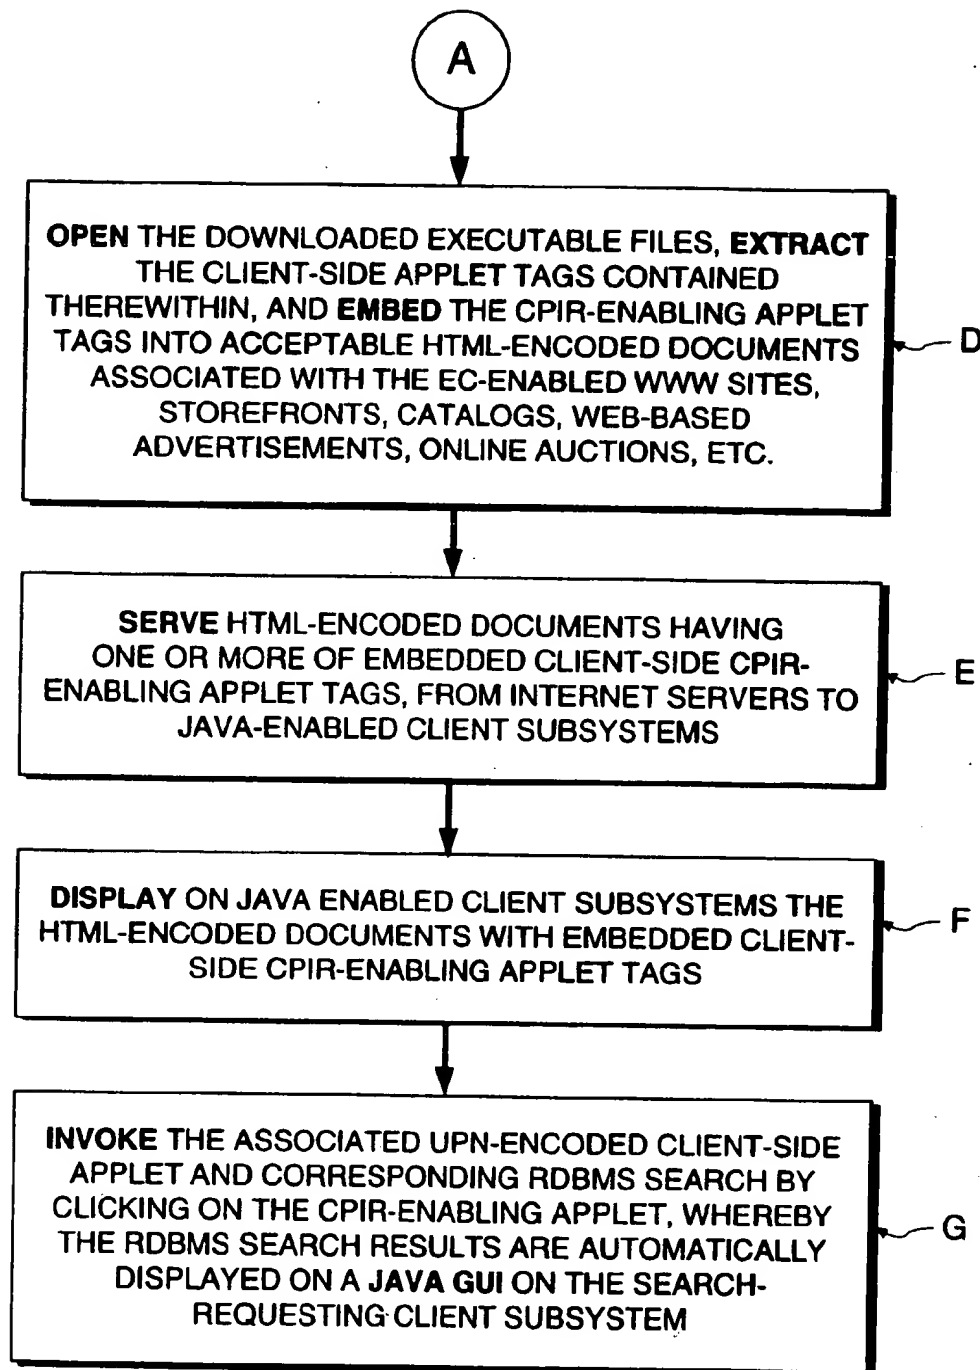 A
OPEN THE DOWNLOADED EXECUTABLE FILES, EXTRACT
THE CLIENT-SIDE APPLET TAGS CONTAINED
THEREWITHIN, AND EMBED THE CPIR-ENABLING APPLET
TAGS INTO ACCEPTABLE HTML-ENCODED DOCUMENTS
ASSOCIATED WITH THE EC-ENABLED WWW SITES,
STOREFRONTS, CATALOGS, WEB-BASED
ADVERTISEMENTS, ONLINE AUCTIONS, ETC.
D
SERVE HTML-ENCODED DOCUMENTS HAVING
ONE OR MORE OF EMBEDDED CLIENT-SIDE CPIR-
ENABLING APPLET TAGS, FROM INTERNET SERVERS TO
JAVA-ENABLED CLIENT SUBSYSTEMS
E
DISPLAY ON JAVA ENABLED CLIENT SUBSYSTEMS THE
HTML-ENCODED DOCUMENTS WITH EMBEDDED CLIENT-
SIDE CPIR-ENABLING APPLET TAGS
F
INVOKE THE ASSOCIATED UPN-ENCODED CLIENT-SIDE
APPLET AND CORRESPONDING RDBMS SEARCH BY
CLICKING ON THE CPIR-ENABLING APPLET, WHEREBY
THE RDBMS SEARCH RESULTS ARE AUTOMATICALLY
DISPLAYED ON A JAVA GUI ON THE SEARCH-
REQUESTING CLIENT SUBSYSTEM
G